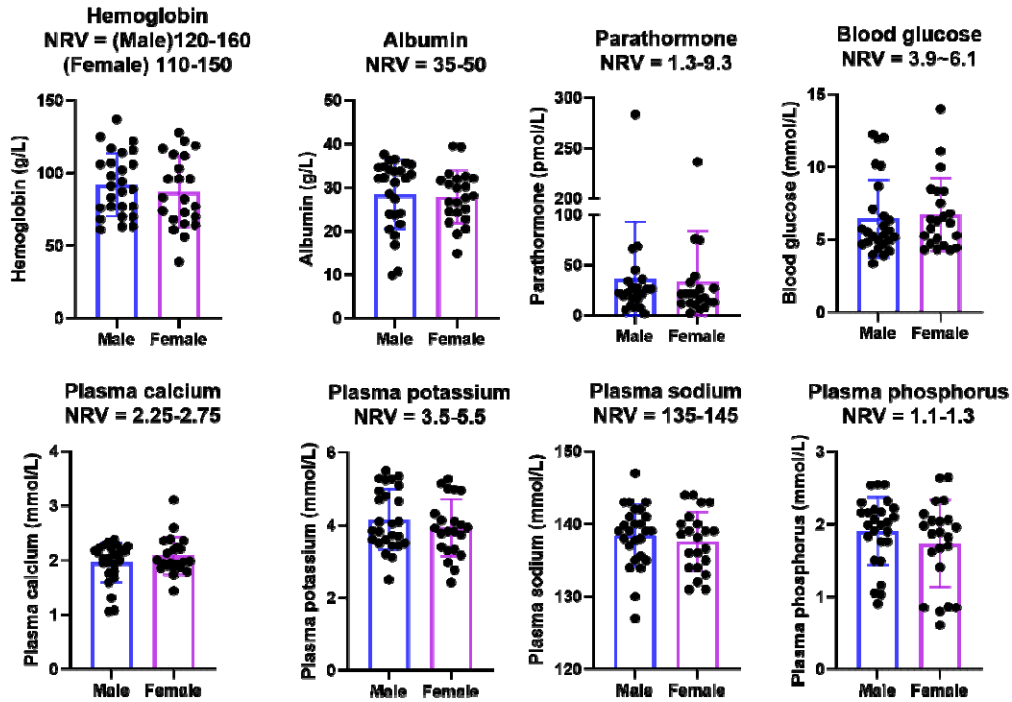 Hemoglobin
NRV = (Male)120-160
(Female) 110-150
Hemoglobin (g/L)
150
100
50
0
Male Female
Albumin
NRV = 35-50
Albumin (g/L)
50
40
30
20
10
0
Male Female
Parathormone
NRV = 1.3-9.3
Parathormone (pmol/L)
300
250
200
100
50
0
Male Female
Blood glucose
NRV = 3.9~6.1
Blood glucose (mmol/L)
15
10
5
0
Male Female
Plasma calcium
NRV = 2.25-2.75
Plasma calcium (mmol/L)
4
3
2
1
0
Male Female
Plasma potassium
NRV = 3.5-5.5
Plasma potassium (mmol/L)
6
4
2
0
Male Female
Plasma sodium
NRV = 135-145
Plasma sodium (mmol/L)
150
140
130
120
Male Female
Plasma phosphorus
NRV = 1.1-1.3
Plasma phosphorus (mmol/L)
3
2
1
0
Male Female